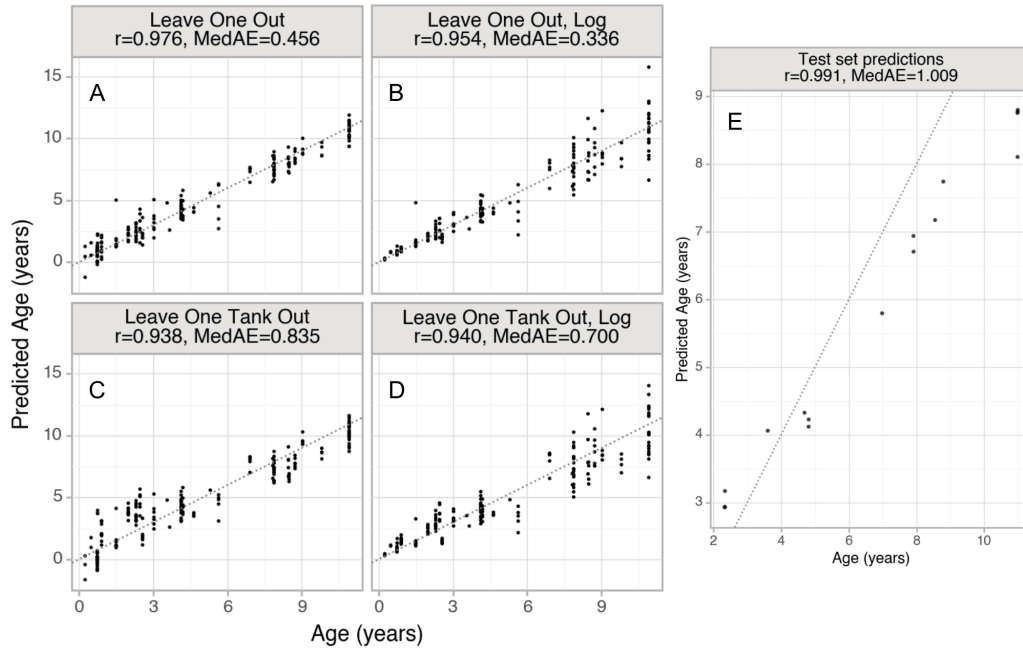 Leave One Out
r=0.976, MedAE=0.456
Leave One Out, Log
r=0.954, MedAE=0.336
A
B
15
10
5
0
Leave One Tank Out
r=0.938, MedAE=0.835
Leave One Tank Out, Log
r=0.940, MedAE=0.700
C
D
15
10
5
0
0
3
6
9
0
3
6
9
Predicted Age (years)
Age (years)
Test set predictions
r=0.991, MedAE=1.009
E
9
8
7
6
5
4
3
2
4
6
8
10
Predicted Age (years)
Age (years)